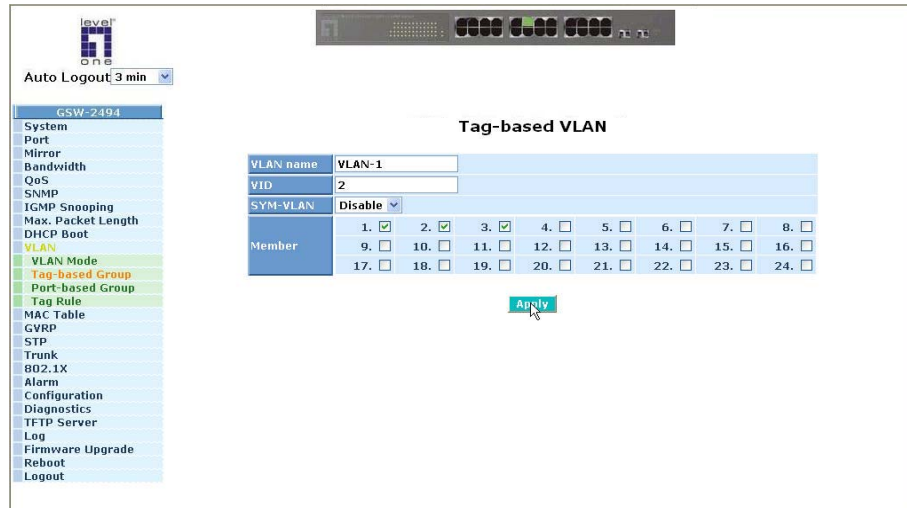 level
one
Auto Logout 3 min
GSW-2494
System
Port
Mirror
Bandwidth
QoS
SNMP
IGMP Snooping
Max. Packet Length
DHCP Boot
VLAN
VLAN Mode
Tag-based Group
Port-based Group
Tag Rule
MAC Table
GVRP
STP
Trunk
802.1X
Alarm
Configuration
Diagnostics
TFTP Server
Log
Firmware Upgrade
Reboot
Logout
Tag-based VLAN
VLAN name VLAN-1
VID 2
SYM-VLAN Disable
Member
1. 2. 3. 4. 5. 6. 7. 8.
9. 10. 11. 12. 13. 14. 15. 16.
17. 18. 19. 20. 21. 22. 23. 24.
Apply